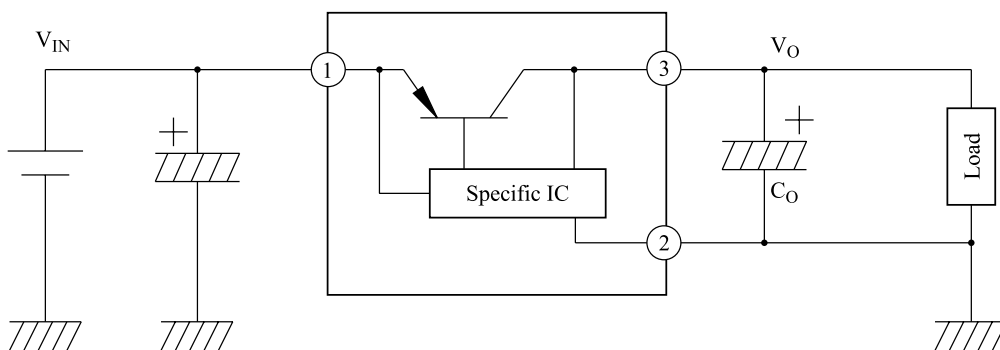 V_IN
1
3
V_O
+
+
Specific IC
C_O
Load
2